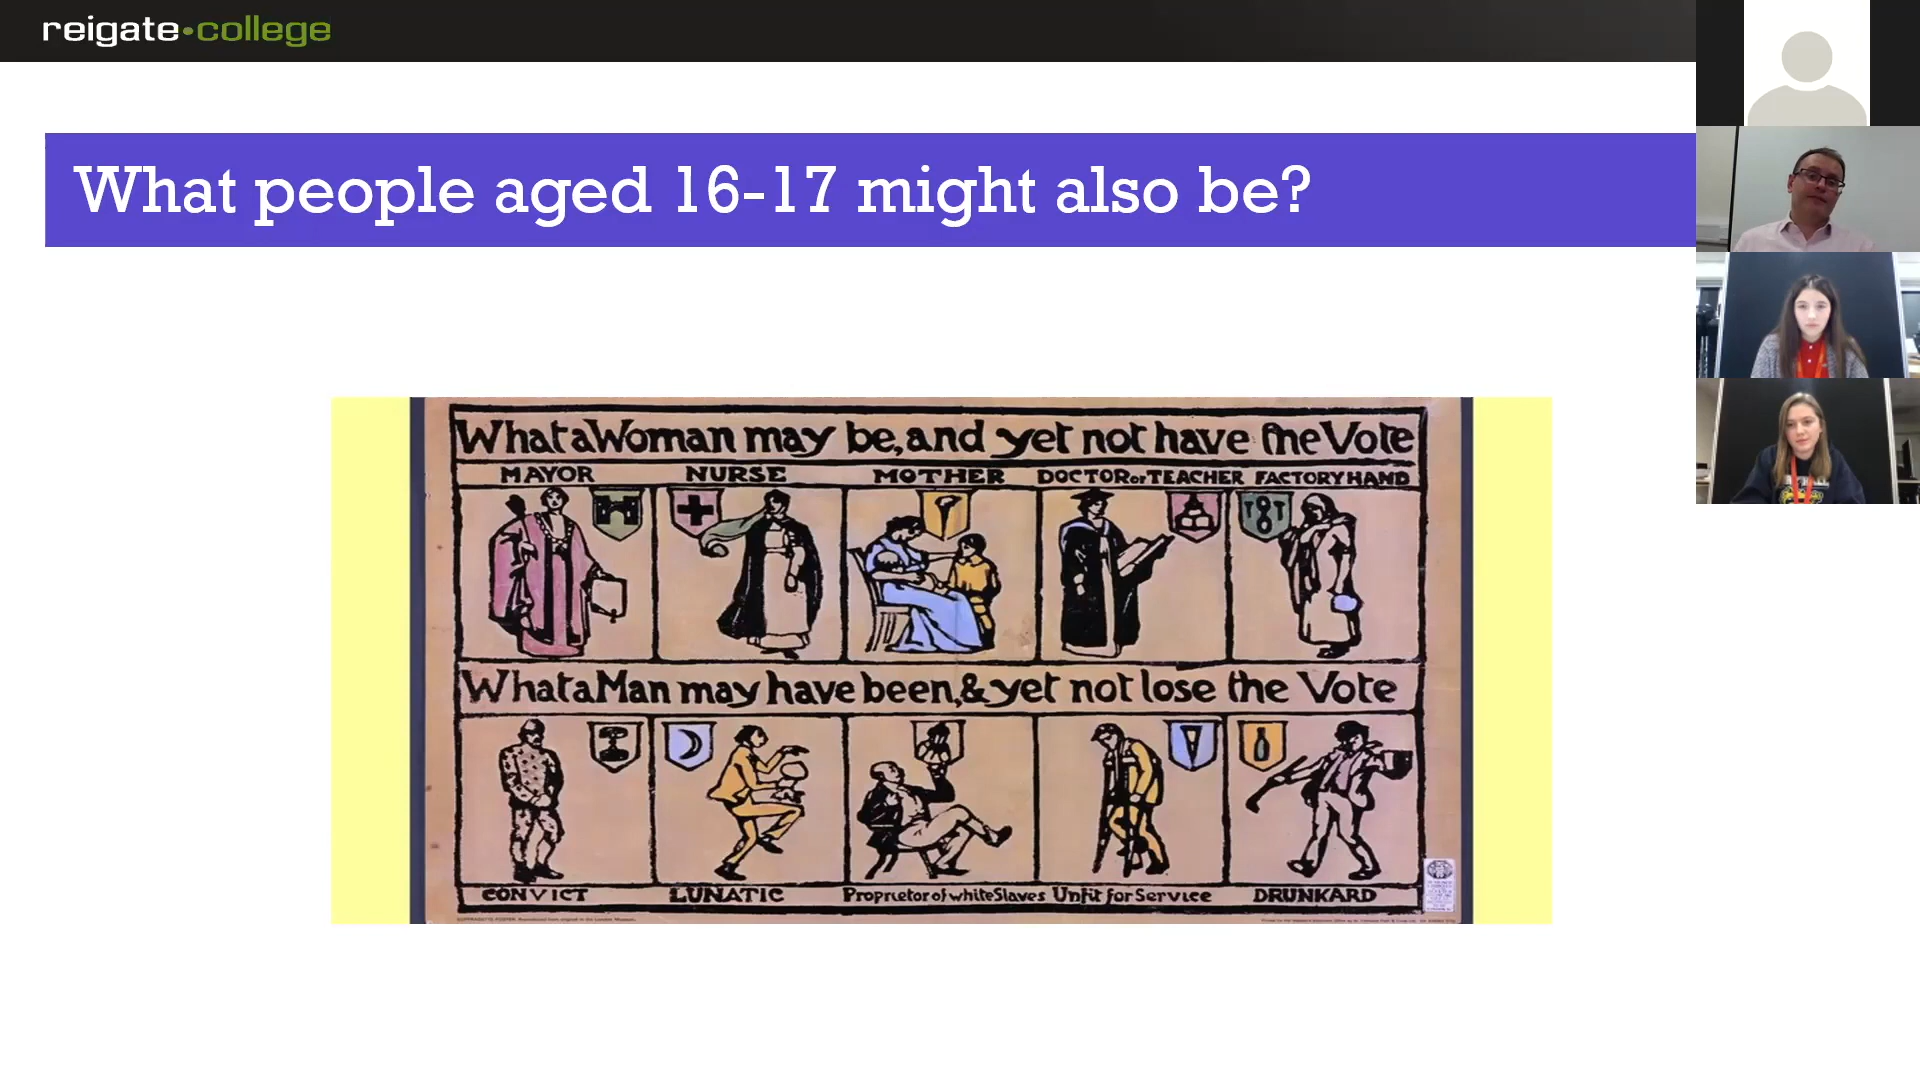 reigate•college
What people aged 16-17 might also be?
What a Woman may be, and yet not have the Vote
MAYOR NURSE MOTHER DOCTOR or TEACHER FACTORY HAND
What a Man may have been, & yet not lose the Vote
CONVICT LUNATIC Proprietor of white Slaves Unfit for Service DRUNKARD